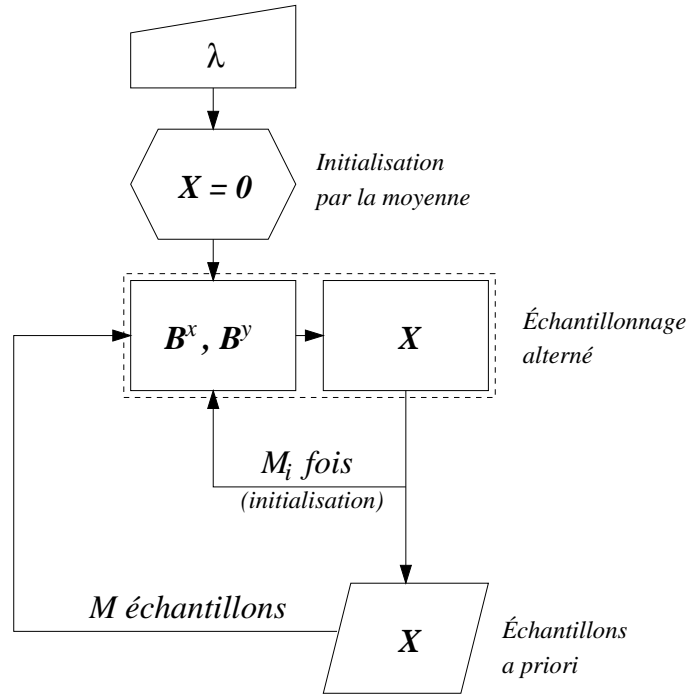 λ
X = 0
Initialisation
par la moyenne
Bˣ , Bʸ
X
Échantillonnage
alterné
Mᵢ fois
(initialisation)
M échantillons
X
Échantillons
a priori